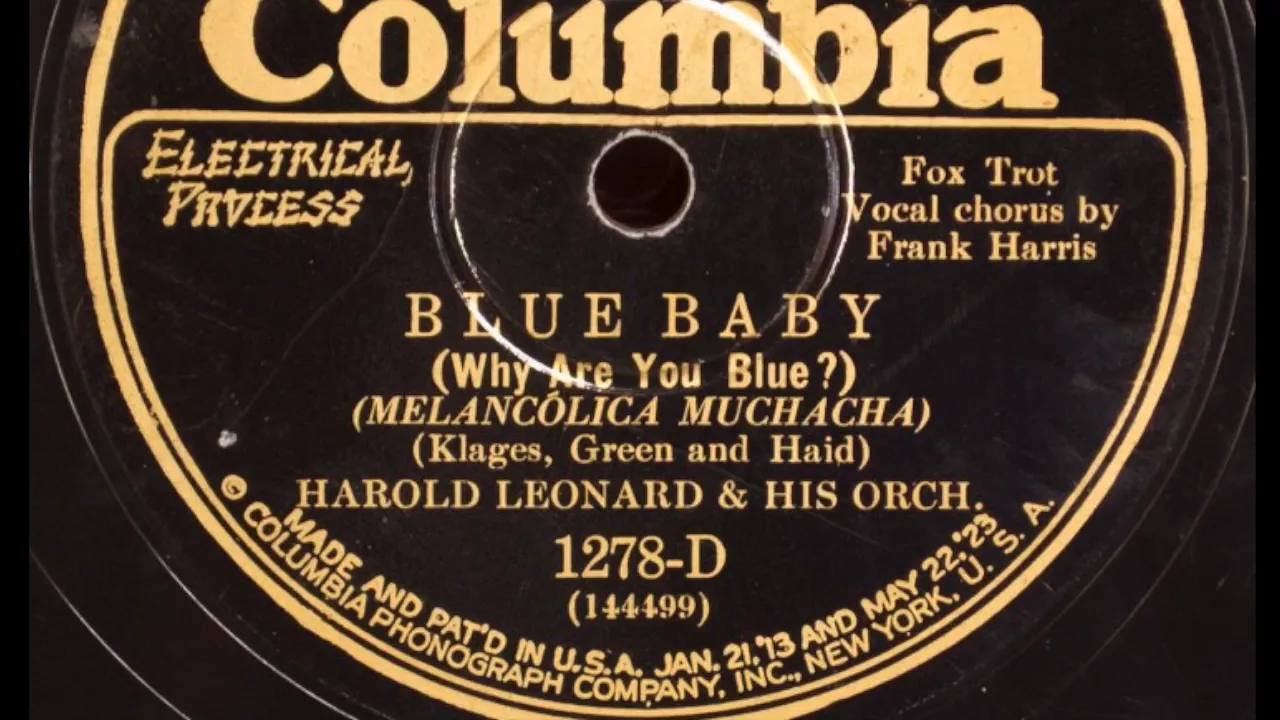 Columbia
ELECTRICAL
PROCESS
Fox Trot
Vocal chorus by
Frank Harris
BLUE BABY
(Why Are You Blue?)
(MELANCÓLICA MUCHACHA)
(Klages, Green and Haid)
HAROLD LEONARD & HIS ORCH.
1278-D
(144499)
MADE AND PAT'D IN U.S.A. JAN. 21,'13 AND MAY 22,'23
© COLUMBIA PHONOGRAPH COMPANY, INC., NEW YORK, U. S. A.